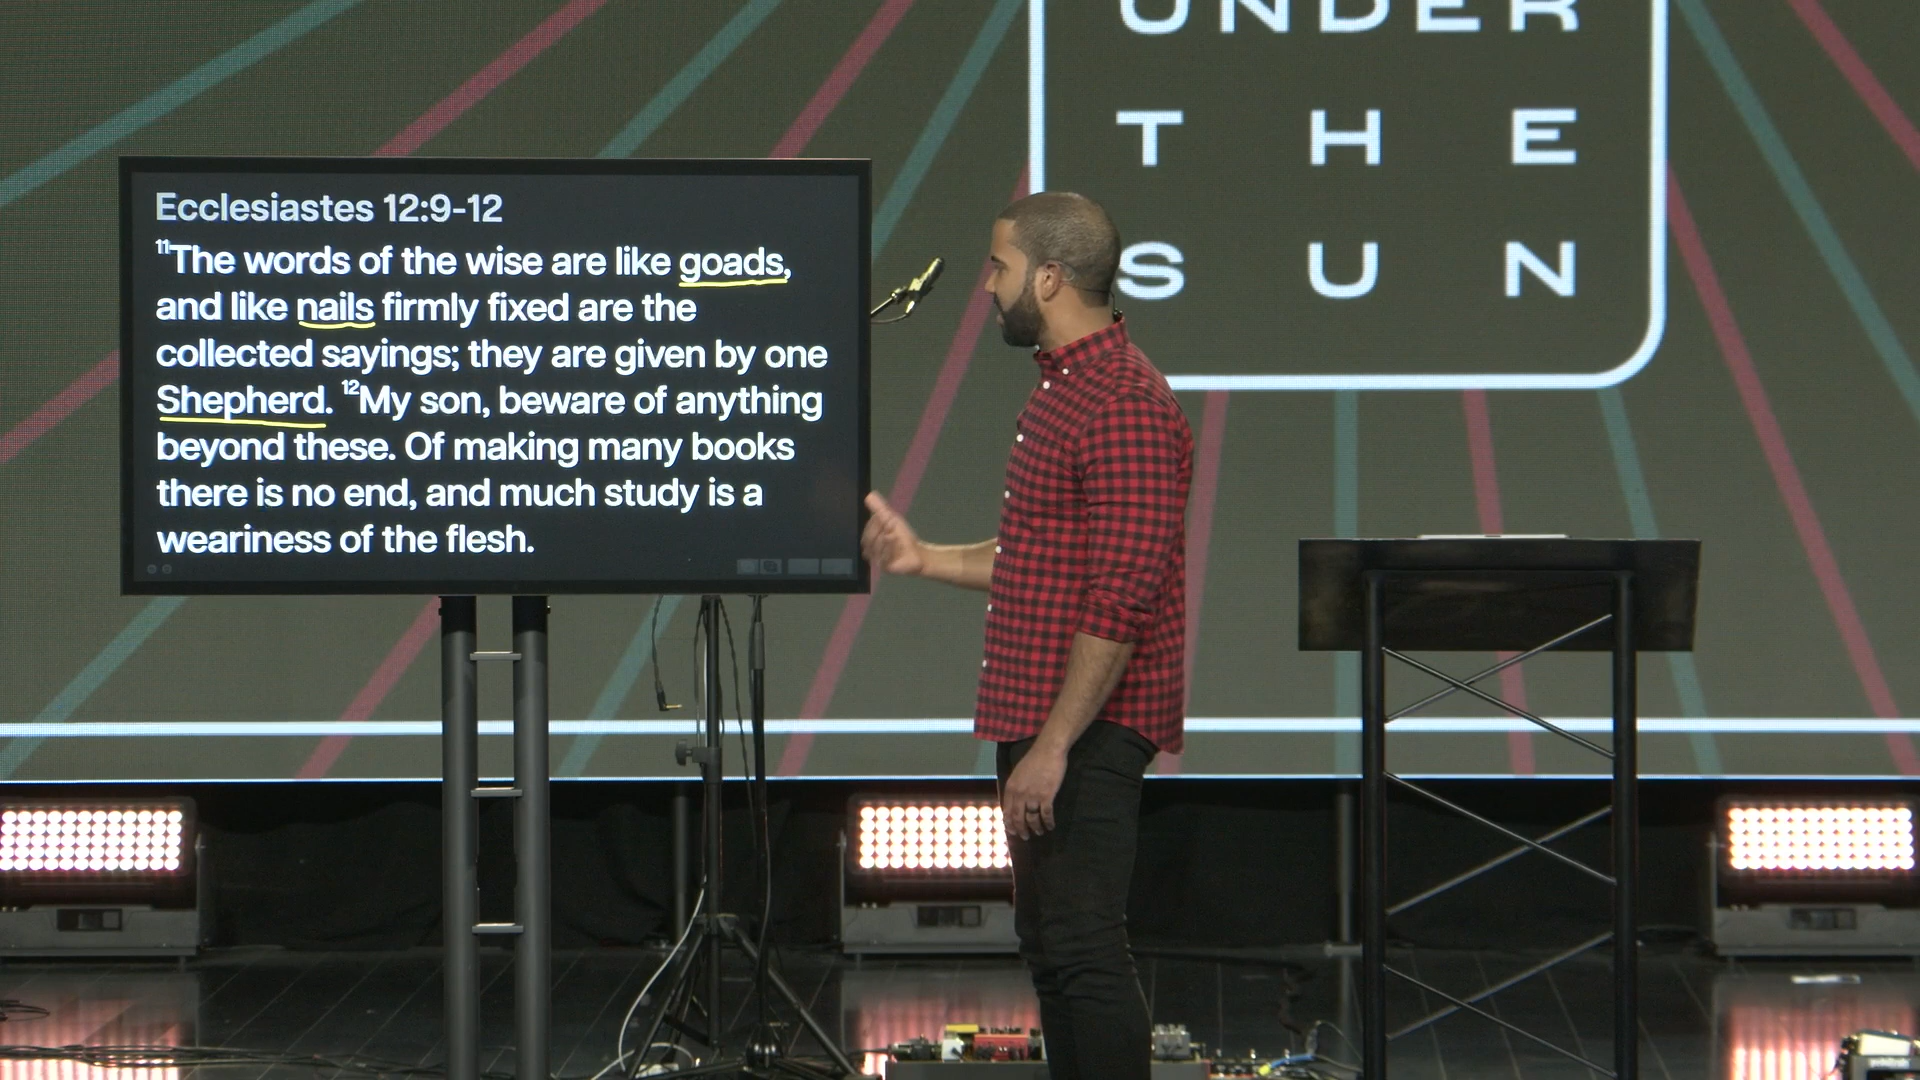 UNDER
THE
SUN
Ecclesiastes 12:9-12
¹¹The words of the wise are like goads,
and like nails firmly fixed are the
collected sayings; they are given by one
Shepherd. ¹²My son, beware of anything
beyond these. Of making many books
there is no end, and much study is a
weariness of the flesh.